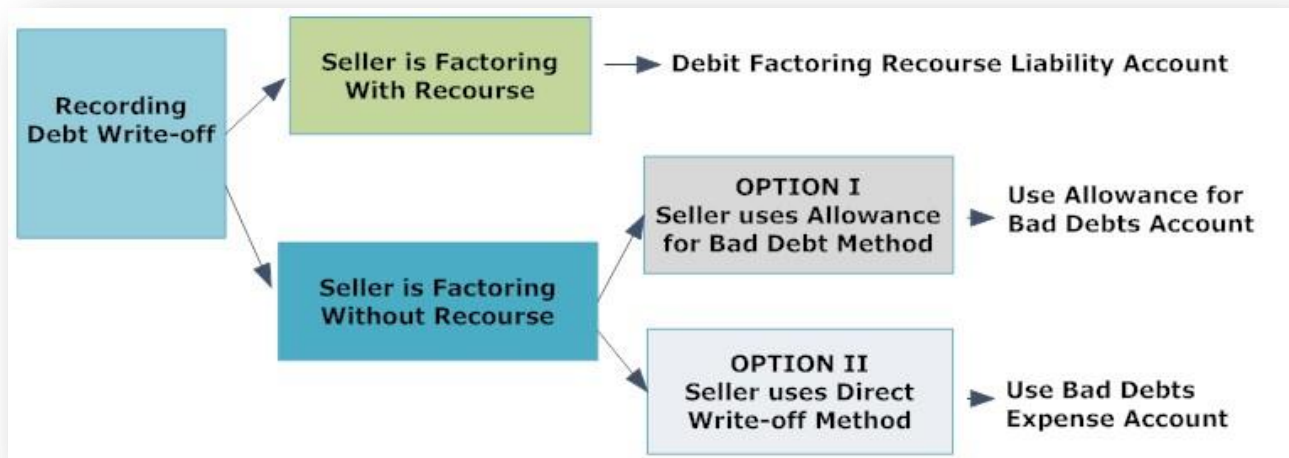 Recording
Debt Write-off
Seller is Factoring
With Recourse
Debit Factoring Recourse Liability Account
Seller is Factoring
Without Recourse
OPTION I
Seller uses Allowance
for Bad Debt Method
Use Allowance for
Bad Debts Account
OPTION II
Seller uses Direct
Write-off Method
Use Bad Debts
Expense Account